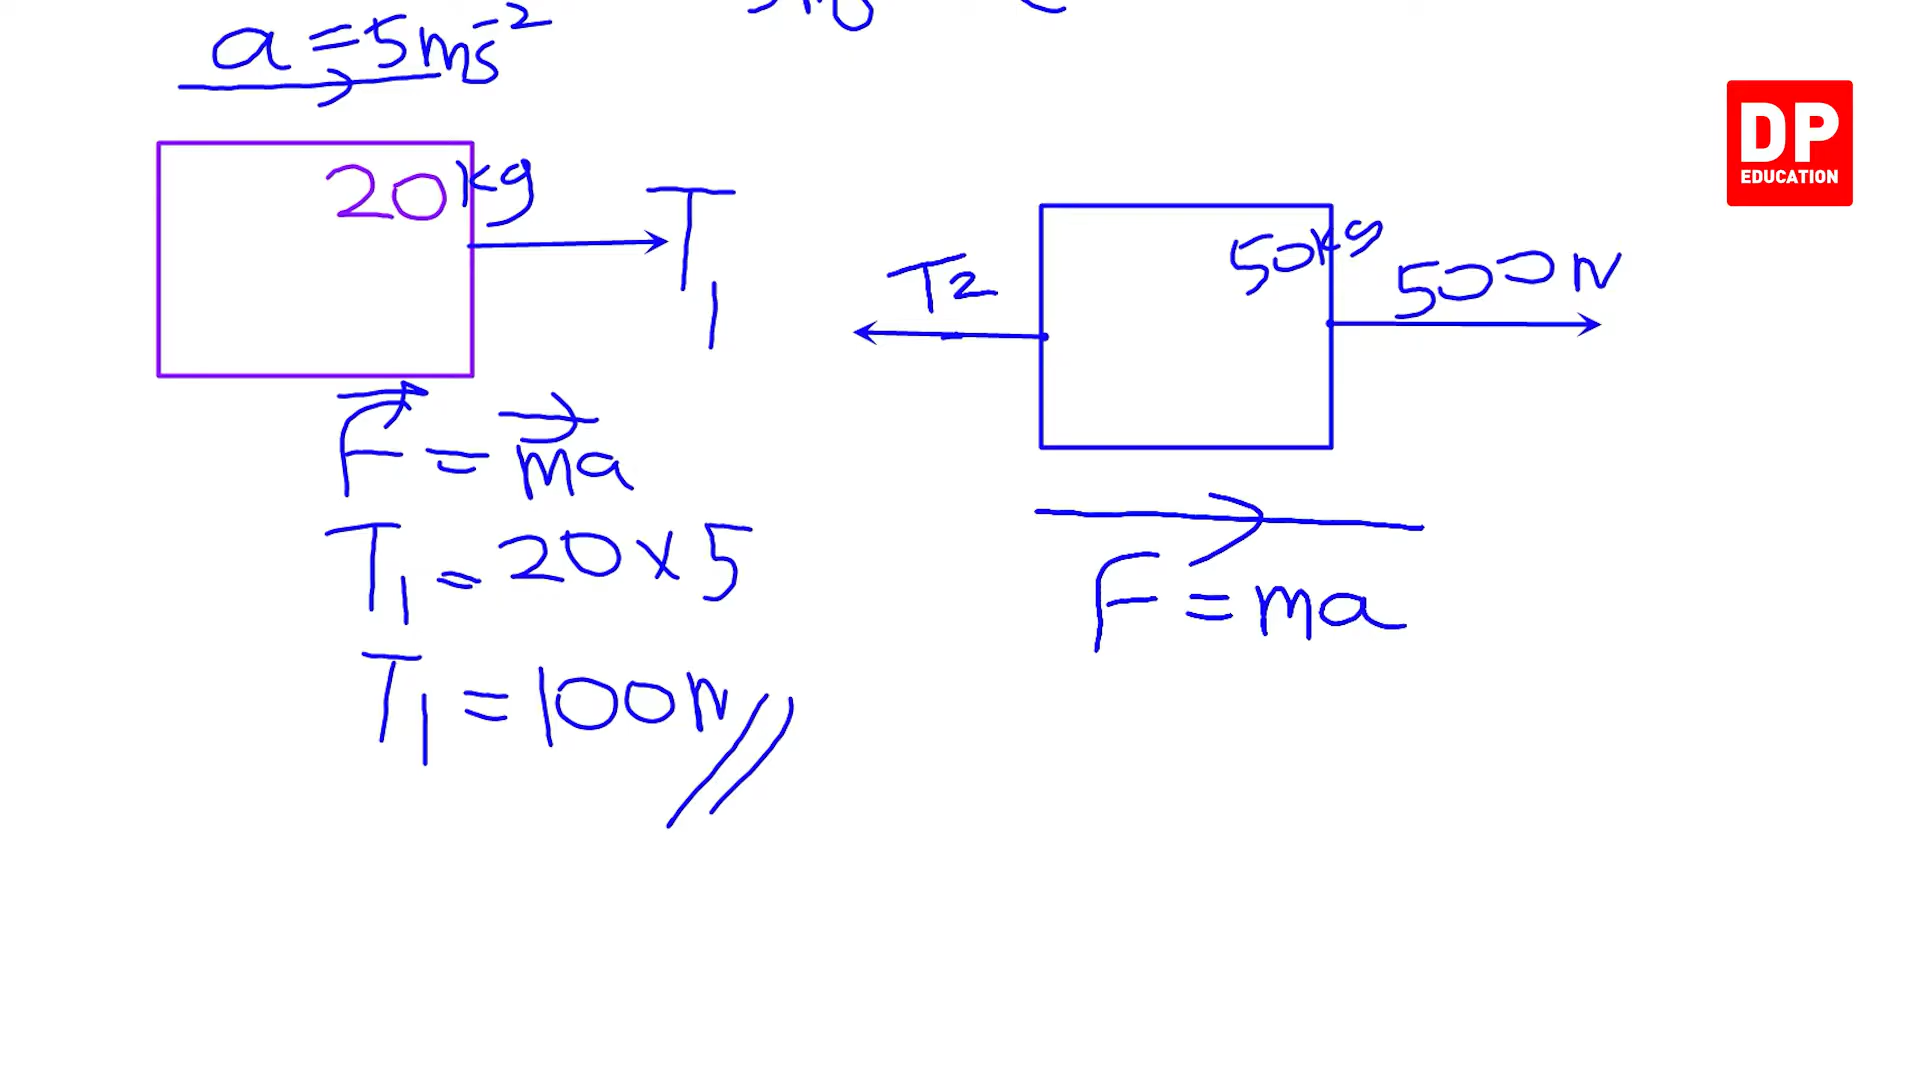 a = 5ms⁻²
20kg
T₁
F = ma
T₁ = 20 × 5
T₁ = 100N
T₂
50kg
500N
F = ma
DP
EDUCATION